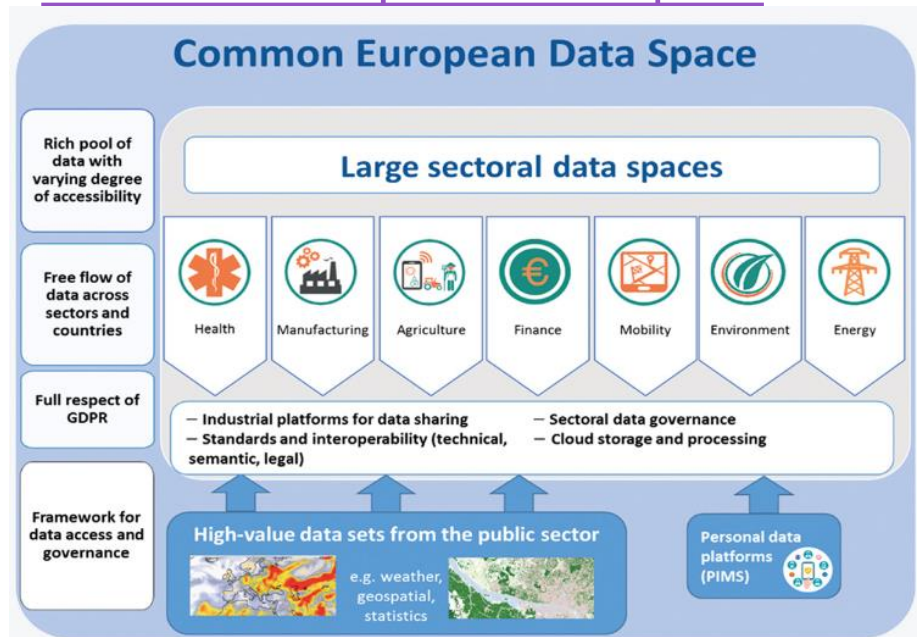 Common European Data Space
Rich pool of
data with
varying degree
of accessibility
Free flow of
data across
sectors and
countries
Full respect of
GDPR
Framework for
data access and
governance
Large sectoral data spaces
Health
Manufacturing
Agriculture
Finance
Mobility
Environment
Energy
– Industrial platforms for data sharing
– Standards and interoperability (technical,
semantic, legal)
– Sectoral data governance
– Cloud storage and processing
High-value data sets from the public sector
e.g. weather,
geospatial,
statistics
Personal data
platforms
(PIMS)